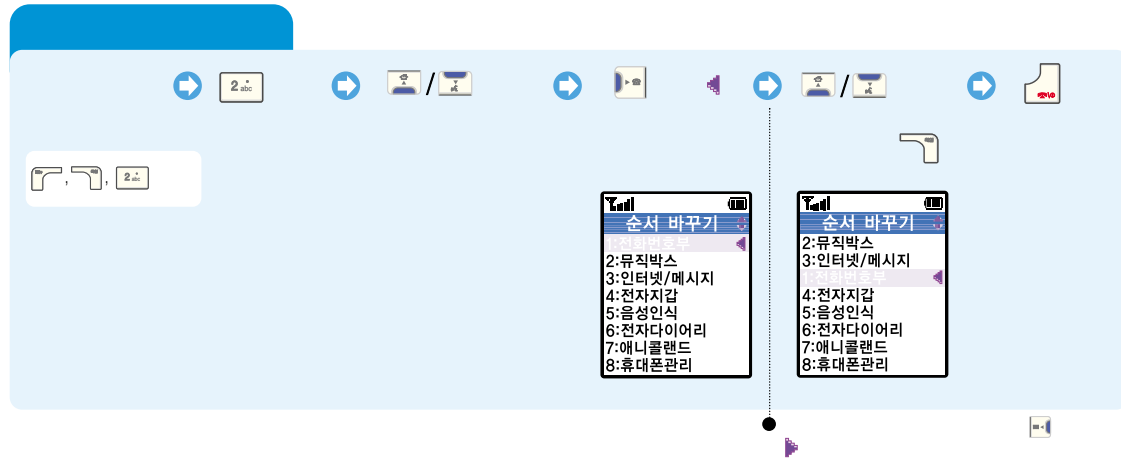 2 abc
/
/
, , 2 abc
순서 바꾸기
1:전화번호부
2:뮤직박스
3:인터넷/메시지
4:전자지갑
5:음성인식
6:전자다이어리
7:애니콜랜드
8:휴대폰관리
순서 바꾸기
2:뮤직박스
3:인터넷/메시지
1:전화번호부
4:전자지갑
5:음성인식
6:전자다이어리
7:애니콜랜드
8:휴대폰관리